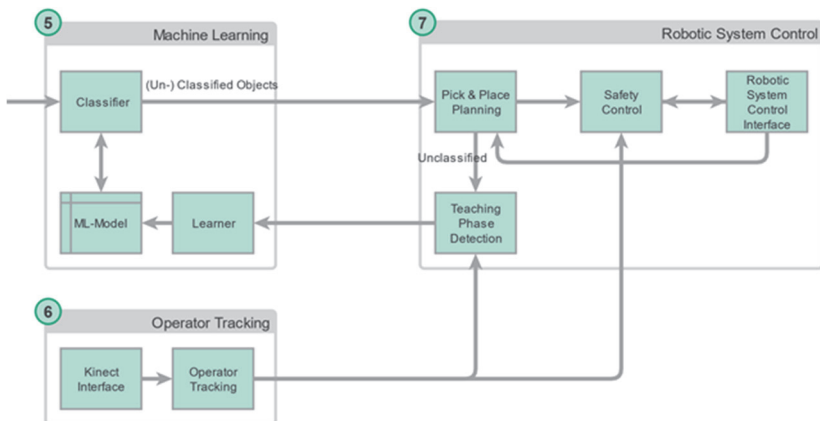 5
Machine Learning
(Un-) Classified Objects
Classifier
ML-Model
Learner
7
Robotic System Control
Pick & Place
Planning
Safety
Control
Robotic
System
Control
Interface
Unclassified
Teaching
Phase
Detection
6
Operator Tracking
Kinect
Interface
Operator
Tracking